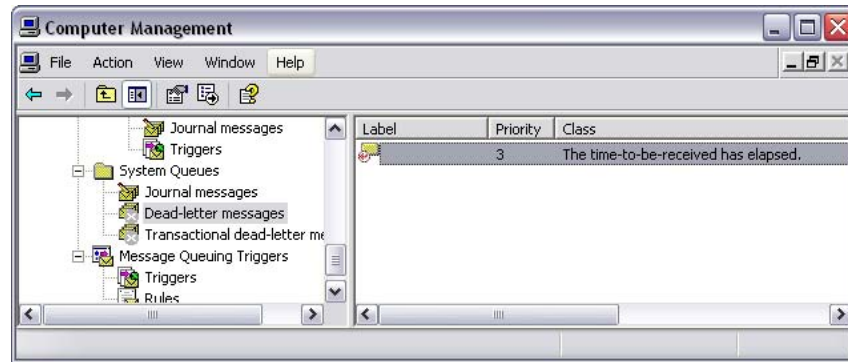 Computer Management
File Action View Window Help
Journal messages
Triggers
System Queues
Journal messages
Dead-letter messages
Transactional dead-letter me
Message Queuing Triggers
Triggers
Rules
Label Priority Class
3 The time-to-be-received has elapsed.